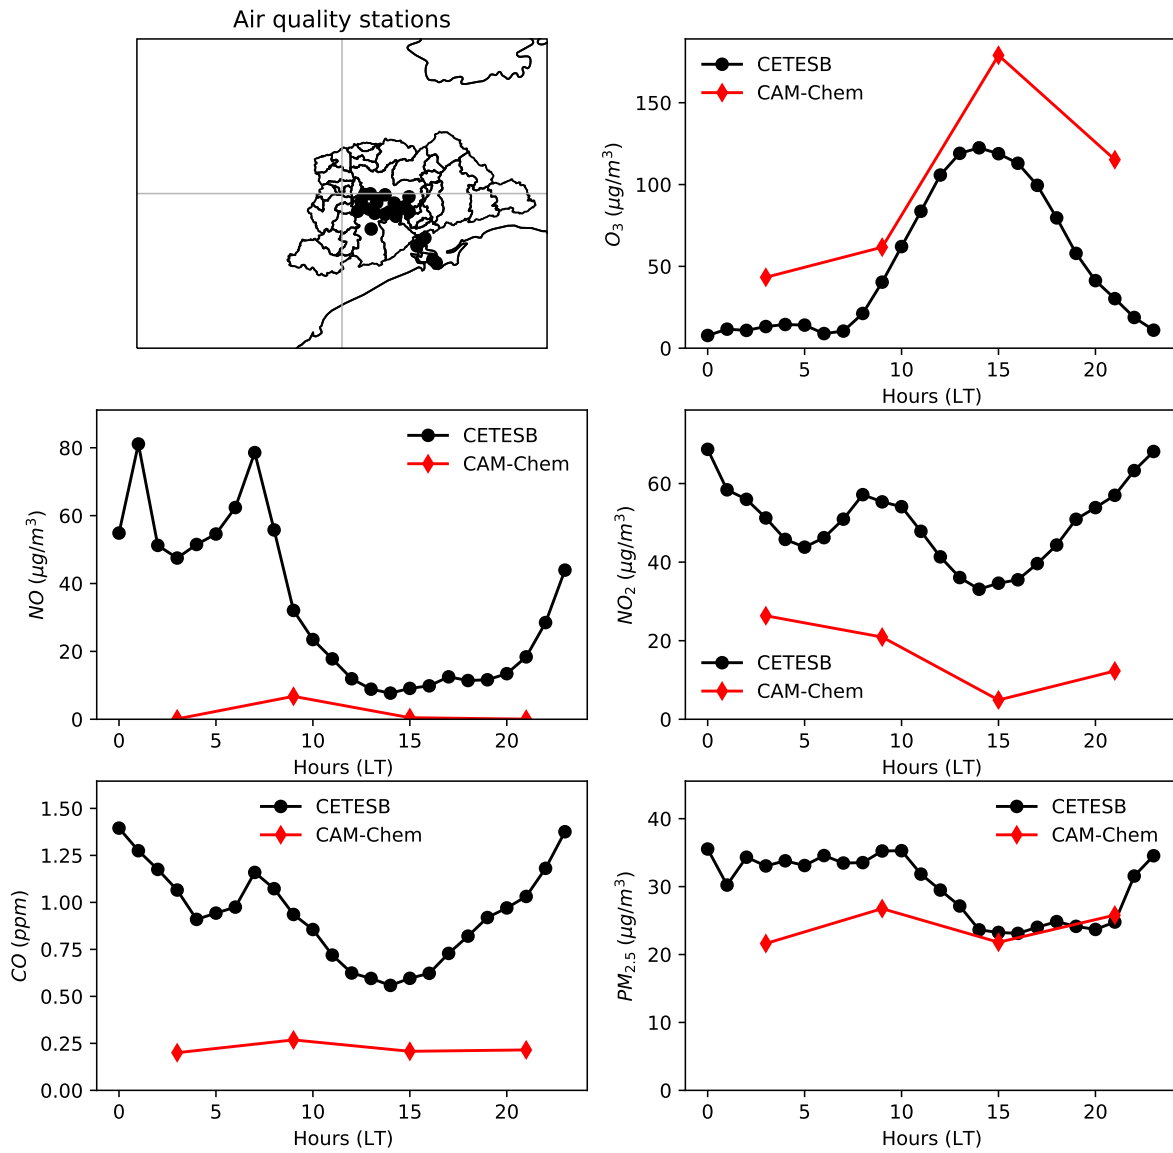 Air quality stations
CETESB
CAM-Chem
O₃ (μg/m³)
150
100
50
0
0 5 10 15 20
Hours (LT)
CETESB
CAM-Chem
NO (μg/m³)
80
60
40
20
0
0 5 10 15 20
Hours (LT)
CETESB
CAM-Chem
NO₂ (μg/m³)
60
40
20
0
0 5 10 15 20
Hours (LT)
CETESB
CAM-Chem
CO (ppm)
1.50
1.25
1.00
0.75
0.50
0.25
0.00
0 5 10 15 20
Hours (LT)
CETESB
CAM-Chem
PM₂.₅ (μg/m³)
40
30
20
10
0
0 5 10 15 20
Hours (LT)